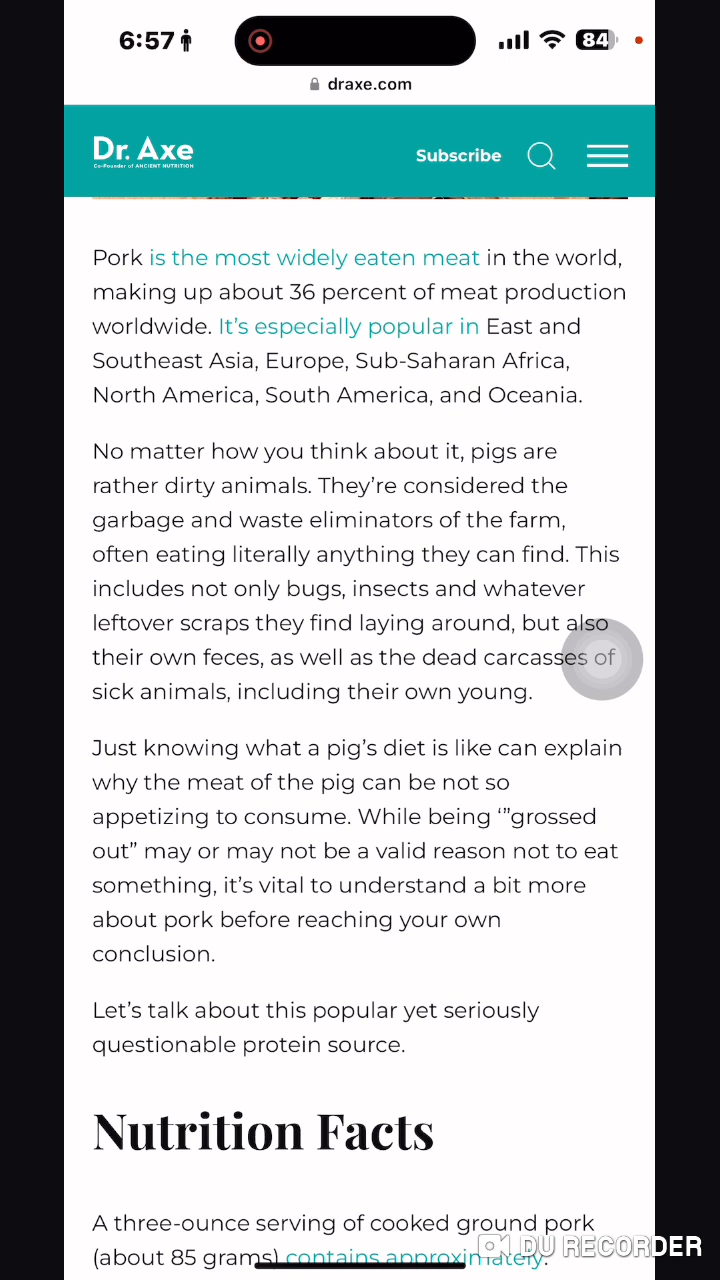 6:57
84
draxe.com
Dr. Axe
Co-Founder of ANCIENT NUTRITION
Subscribe
Pork is the most widely eaten meat in the world,
making up about 36 percent of meat production
worldwide. It’s especially popular in East and
Southeast Asia, Europe, Sub-Saharan Africa,
North America, South America, and Oceania.
No matter how you think about it, pigs are
rather dirty animals. They’re considered the
garbage and waste eliminators of the farm,
often eating literally anything they can find. This
includes not only bugs, insects and whatever
leftover scraps they find laying around, but also
their own feces, as well as the dead carcasses of
sick animals, including their own young.
Just knowing what a pig’s diet is like can explain
why the meat of the pig can be not so
appetizing to consume. While being ‘”grossed
out” may or may not be a valid reason not to eat
something, it’s vital to understand a bit more
about pork before reaching your own
conclusion.
Let’s talk about this popular yet seriously
questionable protein source.
Nutrition Facts
A three-ounce serving of cooked ground pork
(about 85 grams) contains approximately:
DU RECORDER